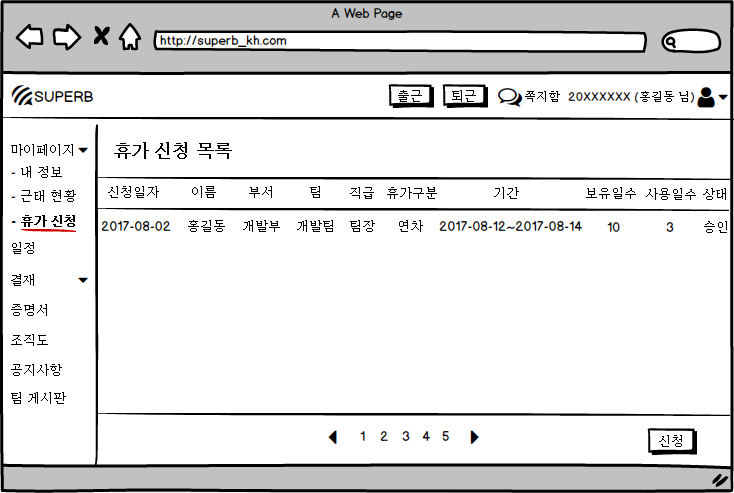 A Web Page
http://superb_kh.com
SUPERB 출근 퇴근 쪽지함 20XXXXXX (홍길동 님)
마이페이지
- 내 정보
- 근태 현황
- 휴가 신청
일정
결재
증명서
조직도
공지사항
팀 게시판
휴가 신청 목록
신청일자 이름 부서 팀 직급 휴가구분 기간 보유일수 사용일수 상태
2017-08-02 홍길동 개발부 개발팀 팀장 연차 2017-08-12~2017-08-14 10 3 승인
1 2 3 4 5
신청